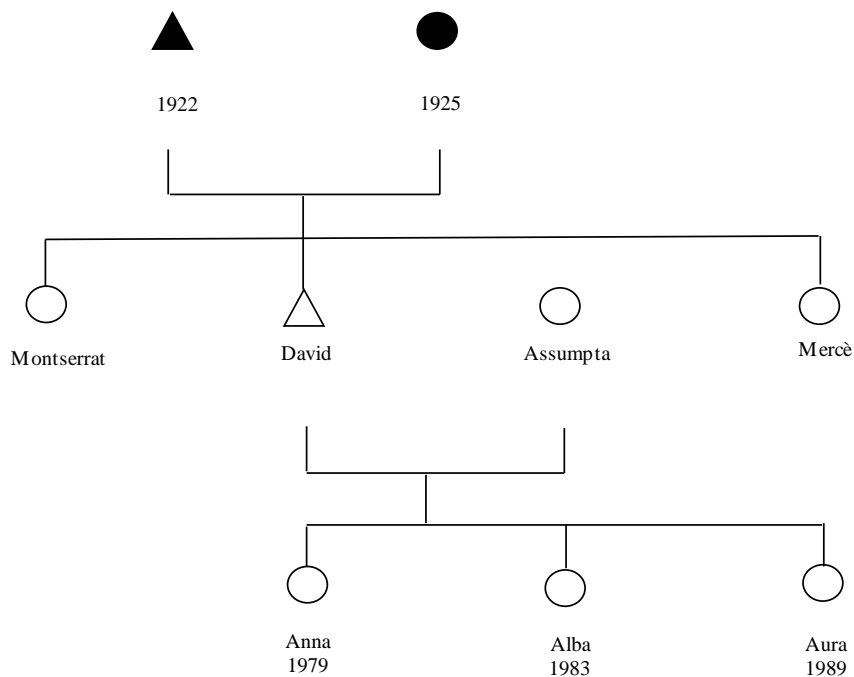 1922
1925
Montserrat
David
Assumpta
Mercè
Anna
1979
Alba
1983
Aura
1989